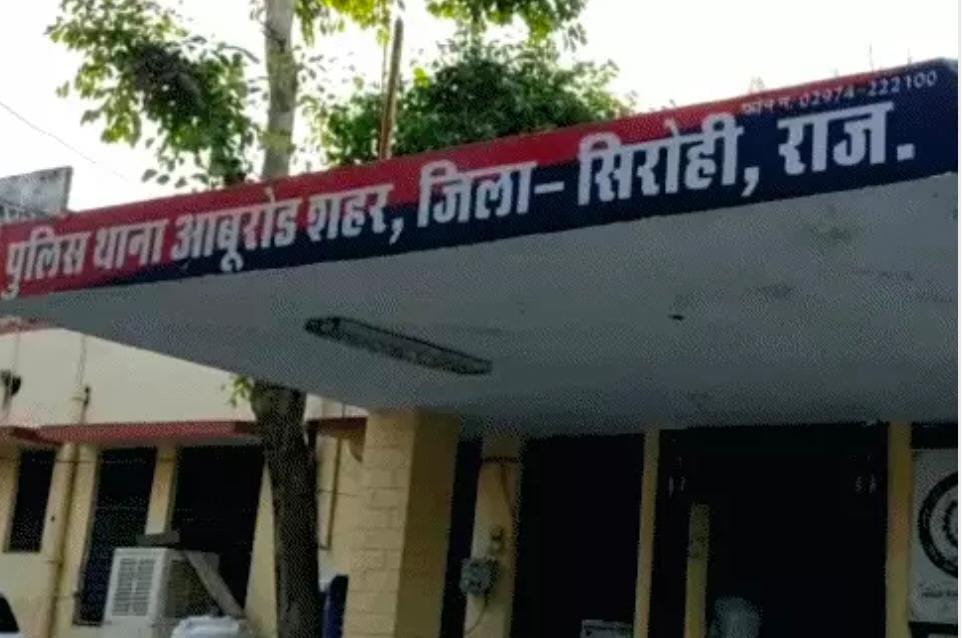 फोन नं. 02974-222100
पुलिस थाना आबूरोड शहर, जिला- सिरोही, राज.